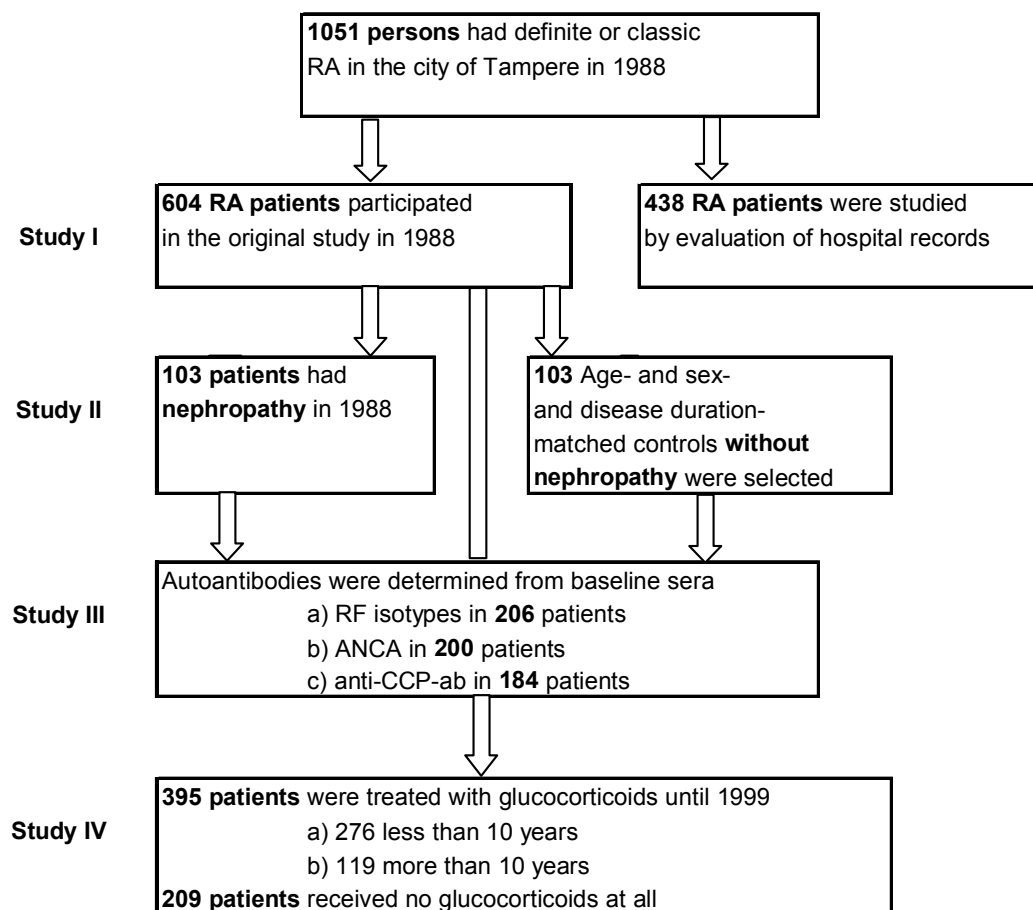 1051 persons had definite or classic
RA in the city of Tampere in 1988
Study I
604 RA patients participated
in the original study in 1988
438 RA patients were studied
by evaluation of hospital records
Study II
103 patients had
nephropathy in 1988
103 Age- and sex-
and disease duration-
matched controls without
nephropathy were selected
Study III
Autoantibodies were determined from baseline sera
a) RF isotypes in 206 patients
b) ANCA in 200 patients
c) anti-CCP-ab in 184 patients
Study IV
395 patients were treated with glucocorticoids until 1999
a) 276 less than 10 years
b) 119 more than 10 years
209 patients received no glucocorticoids at all